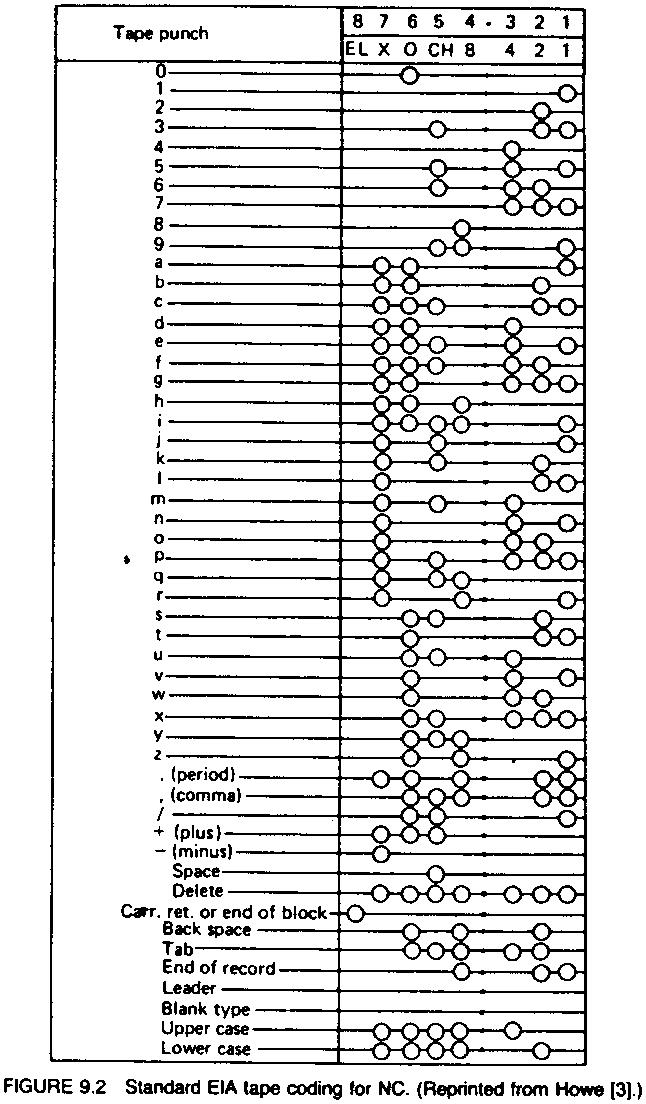 Tape punch
8 7 6 5 4 . 3 2 1
EL X O CH 8 4 2 1
0
1
2
3
4
5
6
7
8
9
a
b
c
d
e
f
g
h
i
j
k
l
m
n
o
p
q
r
s
t
u
v
w
x
y
z
. (period)
, (comma)
/
+ (plus)
− (minus)
Space
Delete
Carr. ret. or end of block
Back space
Tab
End of record
Leader
Blank type
Upper case
Lower case
FIGURE 9.2 Standard EIA tape coding for NC. (Reprinted from Howe [3].)